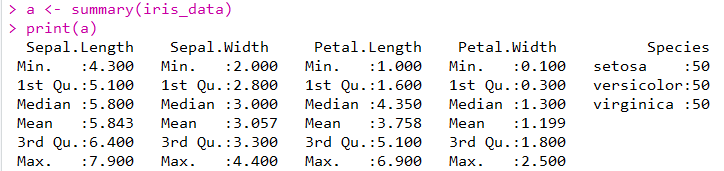 > a <- summary(iris_data)
> print(a)
  Sepal.Length    Sepal.Width     Petal.Length    Petal.Width          Species  
 Min.   :4.300   Min.   :2.000   Min.   :1.000   Min.   :0.100   setosa    :50  
 1st Qu.:5.100   1st Qu.:2.800   1st Qu.:1.600   1st Qu.:0.300   versicolor:50  
 Median :5.800   Median :3.000   Median :4.350   Median :1.300   virginica :50  
 Mean   :5.843   Mean   :3.057   Mean   :3.758   Mean   :1.199                  
 3rd Qu.:6.400   3rd Qu.:3.300   3rd Qu.:5.100   3rd Qu.:1.800                  
 Max.   :7.900   Max.   :4.400   Max.   :6.900   Max.   :2.500